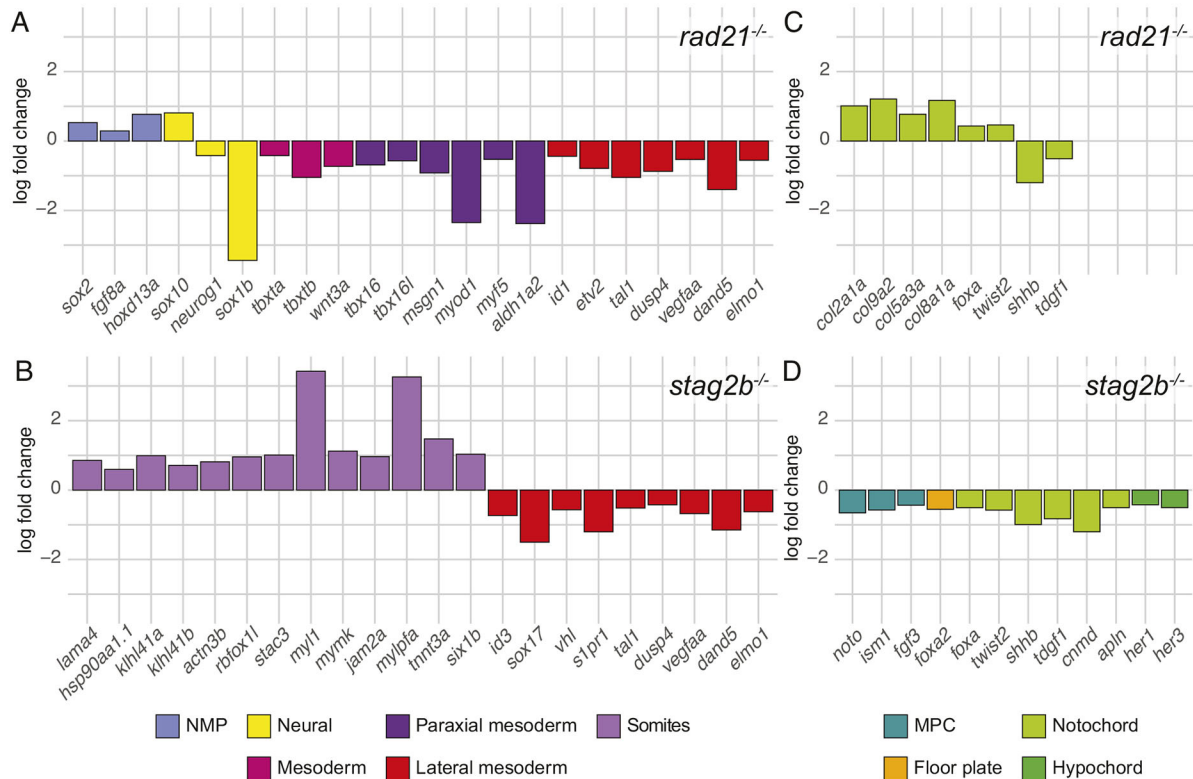 A
rad21-/-
log fold change
2
0
−2
sox2
fgf8a
hoxd13a
sox10
neurog1
sox1b
tbxta
tbxtb
wnt3a
tbx16
tbx16l
msgn1
myod1
myf5
aldh1a2
id1
etv2
tal1
dusp4
vegfaa
dand5
elmo1
C
rad21-/-
log fold change
2
0
−2
col2a1a
col9a2
col5a3a
col8a1a
foxa
twist2
shhb
tdgf1
B
stag2b-/-
log fold change
2
0
−2
lama4
hsp90aa1.1
klhl41a
klhl41b
actn3b
rbfox1l
stac3
myl1
mymk
jam2a
mylpfa
tnnt3a
six1b
id3
sox17
vhl
s1pr1
tal1
dusp4
vegfaa
dand5
elmo1
D
stag2b-/-
log fold change
2
0
−2
noto
ism1
fgf3
foxa2
foxa
twist2
shhb
tdgf1
cnmd
apln
her1
her3
NMP
Neural
Paraxial mesoderm
Somites
Mesoderm
Lateral mesoderm
MPC
Notochord
Floor plate
Hypochord